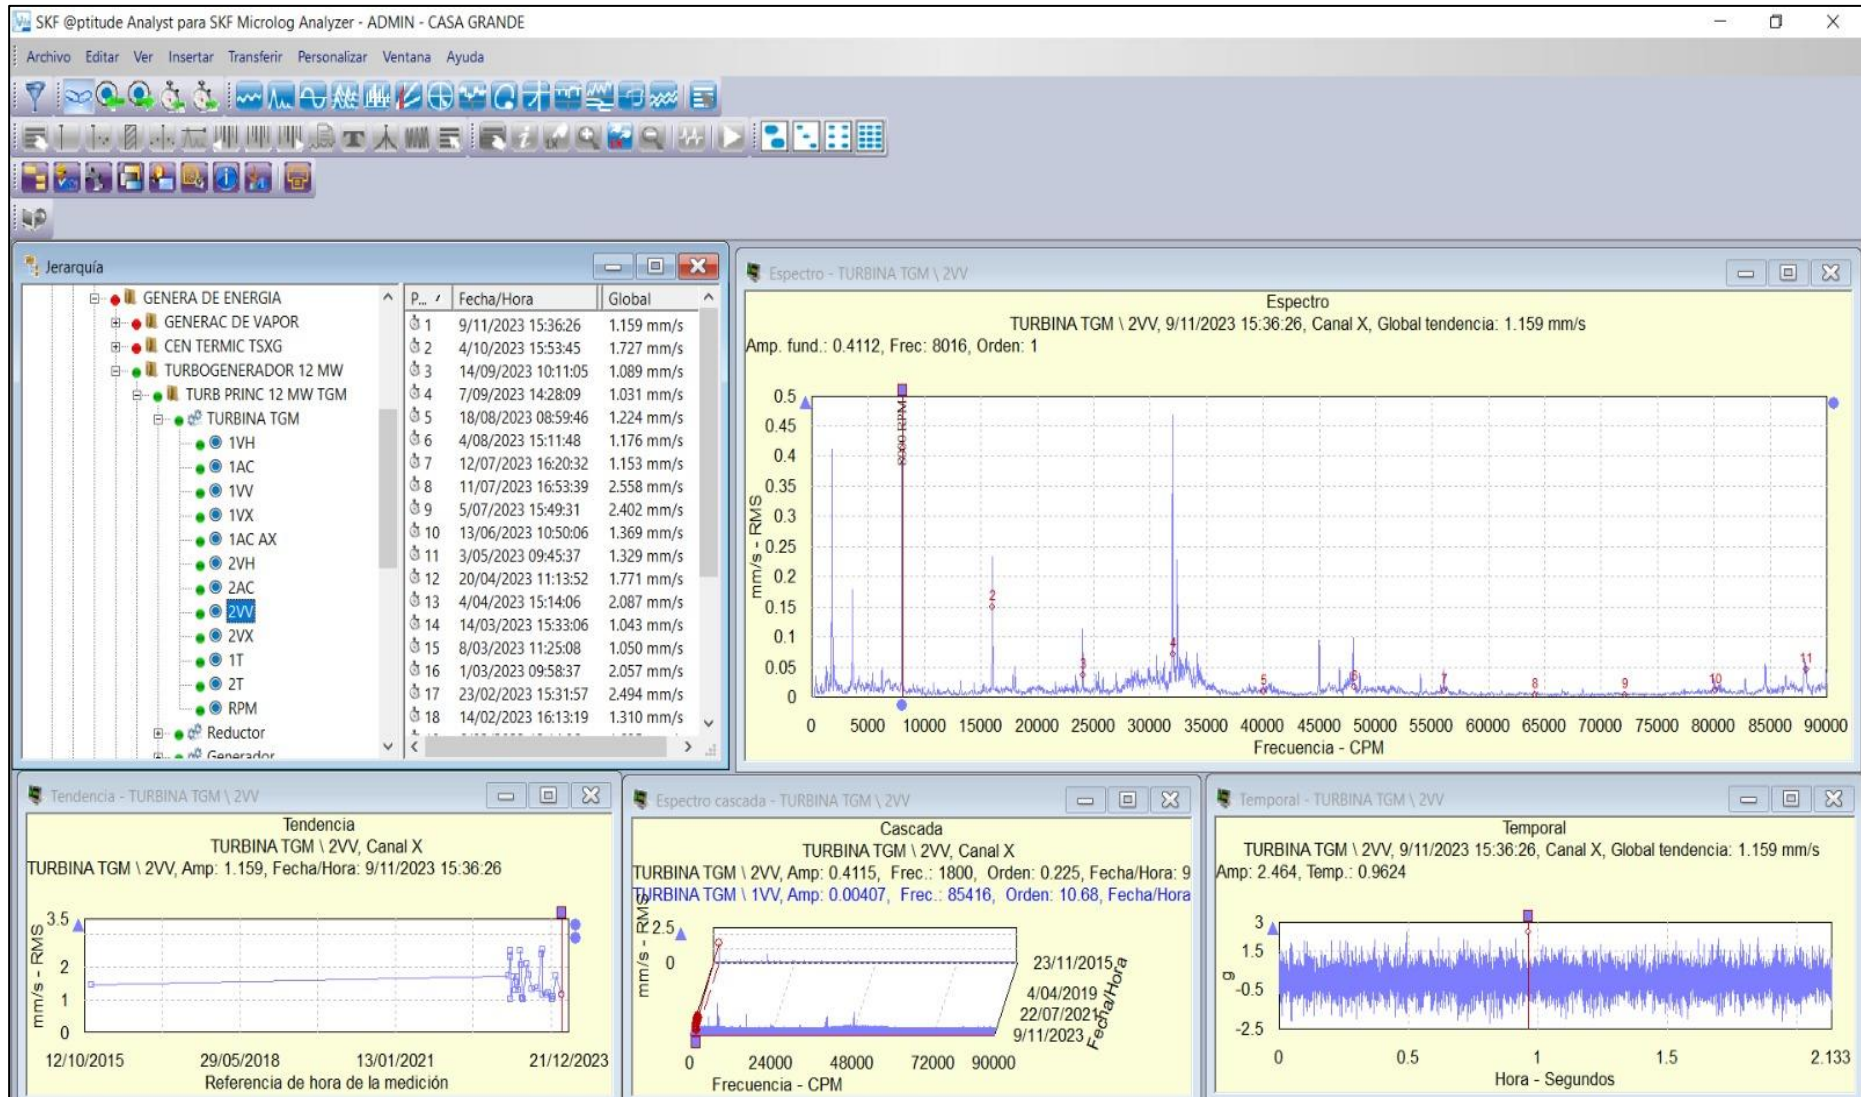 SKF @ptitude Analyst para SKF Microlog Analyzer - ADMIN - CASA GRANDE
Archivo Editar Ver Insertar Transferir Personalizar Ventana Ayuda
Jerarquía
GENERA DE ENERGIA
GENERAC DE VAPOR
CEN TERMIC TSXG
TURBOGENERADOR 12 MW
TURB PRINC 12 MW TGM
TURBINA TGM
1VH
1AC
1VV
1VX
1AC AX
2VH
2AC
2VV
2VX
1T
2T
RPM
Reductor
Generador
P... Fecha/Hora Global
1 9/11/2023 15:36:26 1.159 mm/s
2 4/10/2023 15:53:45 1.727 mm/s
3 14/09/2023 10:11:05 1.089 mm/s
4 7/09/2023 14:28:09 1.031 mm/s
5 18/08/2023 08:59:46 1.224 mm/s
6 4/08/2023 15:11:48 1.176 mm/s
7 12/07/2023 16:20:32 1.153 mm/s
8 11/07/2023 16:53:39 2.558 mm/s
9 5/07/2023 15:49:31 2.402 mm/s
10 13/06/2023 10:50:06 1.369 mm/s
11 3/05/2023 09:45:37 1.329 mm/s
12 20/04/2023 11:13:52 1.771 mm/s
13 4/04/2023 15:14:06 2.087 mm/s
14 14/03/2023 15:33:06 1.043 mm/s
15 8/03/2023 11:25:08 1.050 mm/s
16 1/03/2023 09:58:37 2.057 mm/s
17 23/02/2023 15:31:57 2.494 mm/s
18 14/02/2023 16:13:19 1.310 mm/s
Espectro - TURBINA TGM \ 2VV
Espectro
TURBINA TGM \ 2VV, 9/11/2023 15:36:26, Canal X, Global tendencia: 1.159 mm/s
Amp. fund.: 0.4112, Frec: 8016, Orden: 1
mm/s - RMS
0.5
0.45
0.4
0.35
0.3
0.25
0.2
0.15
0.1
0.05
0
RPM
2
3
4
5
6
7
8
9
10
11
0 5000 10000 15000 20000 25000 30000 35000 40000 45000 50000 55000 60000 65000 70000 75000 80000 85000 90000
Frecuencia - CPM
Tendencia - TURBINA TGM \ 2VV
Tendencia
TURBINA TGM \ 2VV, Canal X
TURBINA TGM \ 2VV, Amp: 1.159, Fecha/Hora: 9/11/2023 15:36:26
mm/s - RMS
3.5
2
1
0
12/10/2015 29/05/2018 13/01/2021 21/12/2023
Referencia de hora de la medición
Espectro cascada - TURBINA TGM \ 2VV
Cascada
TURBINA TGM \ 2VV, Canal X
TURBINA TGM \ 2VV, Amp: 0.4115, Frec.: 1800, Orden: 0.225, Fecha/Hora: 9
TURBINA TGM \ 1VV, Amp: 0.00407, Frec.: 85416, Orden: 10.68, Fecha/Hora
mm/s - RMS
2.5
0
23/11/2015
4/04/2019
22/07/2021
9/11/2023
Fecha/Hora
0 24000 48000 72000 90000
Frecuencia - CPM
Temporal - TURBINA TGM \ 2VV
Temporal
TURBINA TGM \ 2VV, 9/11/2023 15:36:26, Canal X, Global tendencia: 1.159 mm/s
Amp: 2.464, Temp.: 0.9624
g
3
1.5
-0.5
-2.5
0 0.5 1 1.5 2.133
Hora - Segundos